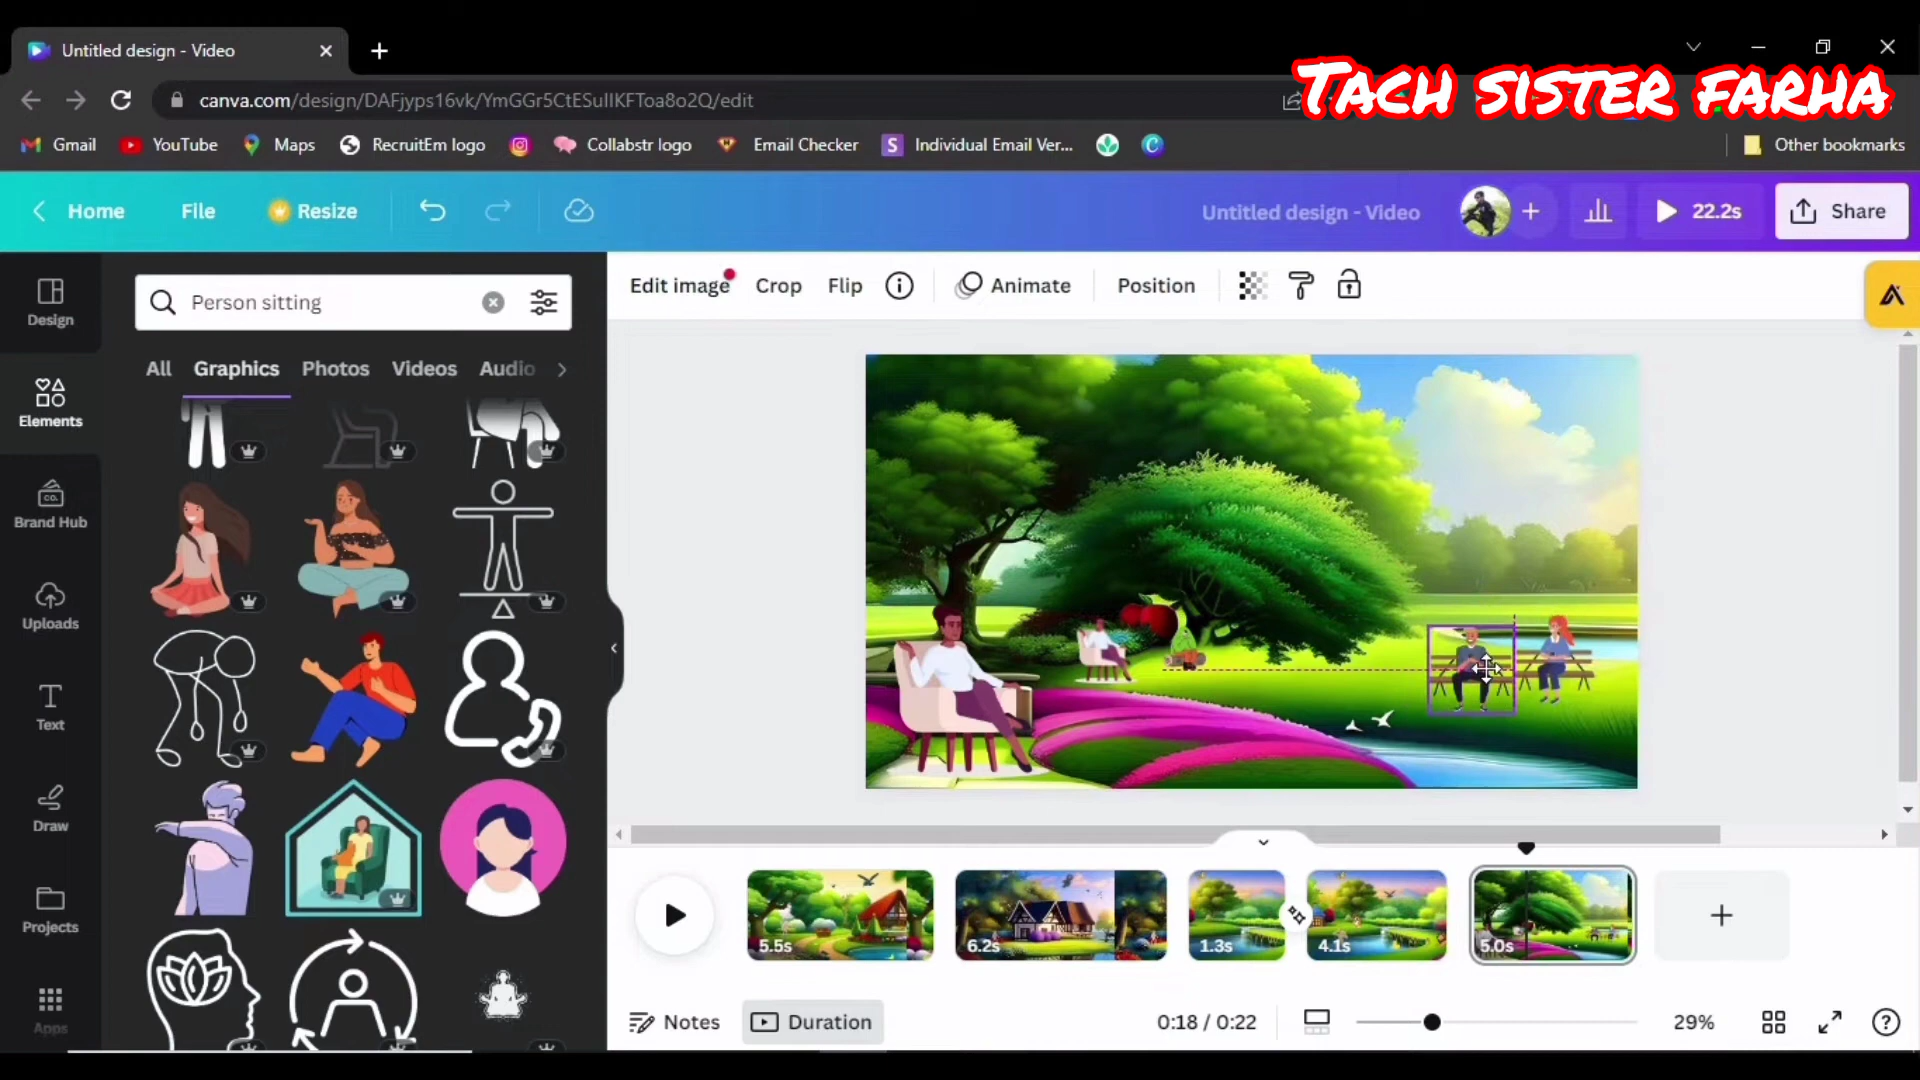 Untitled design - Video
TACH SISTER FARHA
canva.com/design/DAFjyps16vk/YmGGr5CtESuIIKFToa8o2Q/edit
Gmail YouTube Maps RecruitEm logo Collabstr logo Email Checker Individual Email Ver... Other bookmarks
Home File Resize Untitled design - Video 22.2s Share
Design
Elements
Brand Hub
Uploads
Text
Draw
Projects
Apps
Person sitting
All Graphics Photos Videos Audio
Edit image Crop Flip Animate Position
5.5s 6.2s 1.3s 4.1s 5.0s
Notes Duration 0:18 / 0:22 29%